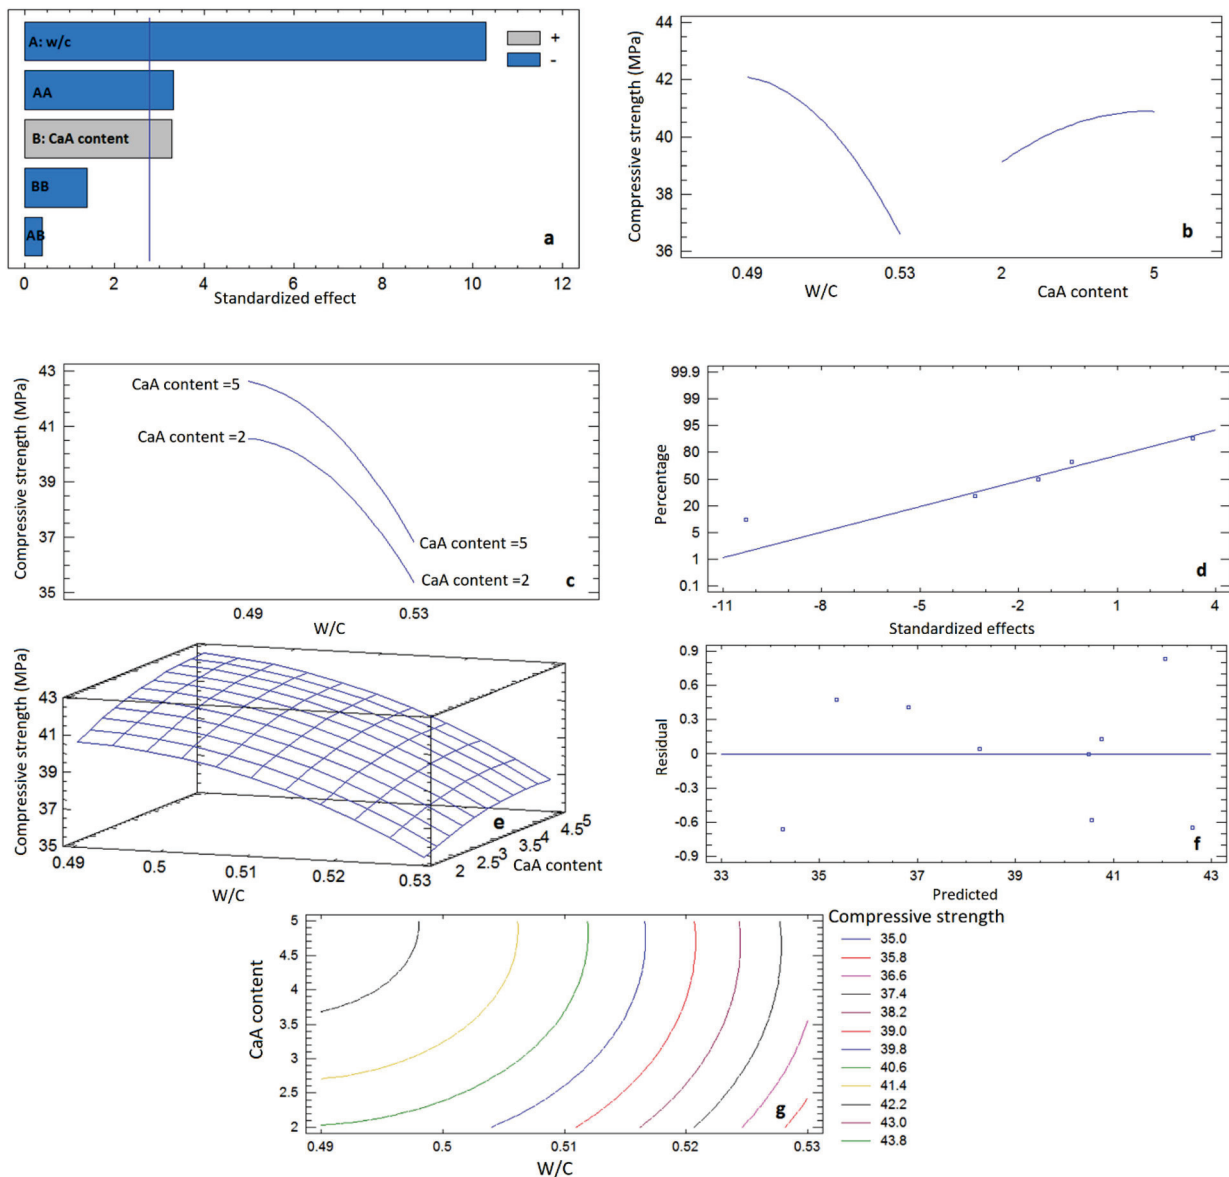 A: w/c
AA
B: CaA content
BB
AB
+
-
a
0 2 4 6 8 10 12
Standardized effect
Compressive strength (MPa)
44
42
40
38
36
0.49 0.53 2 5
W/C CaA content
b
Compressive strength (MPa)
43
41
39
37
35
CaA content =5
CaA content =2
CaA content =5
CaA content =2
c
0.49 0.53
W/C
Percentage
99.9
99
95
80
50
20
5
1
0.1
d
-11 -8 -5 -2 1 4
Standardized effects
Compressive strength (MPa)
43
41
39
37
35
0.49 0.5 0.51 0.52 0.53
W/C
2 2.5 3 3.5 4 4.5 5
CaA content
e
Residual
0.9
0.6
0.3
0
-0.3
-0.6
-0.9
f
33 35 37 39 41 43
Predicted
CaA content
5
4.5
4
3.5
3
2.5
2
g
0.49 0.5 0.51 0.52 0.53
W/C
Compressive strength
35.0
35.8
36.6
37.4
38.2
39.0
39.8
40.6
41.4
42.2
43.0
43.8